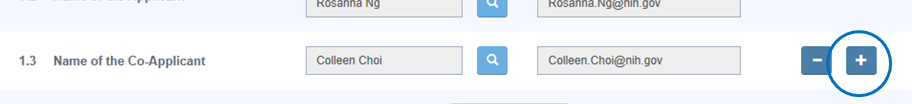 Rosanna Ng Rosanna.Ng@nih.gov
1.3 Name of the Co-Applicant Colleen Choi Colleen.Choi@nih.gov